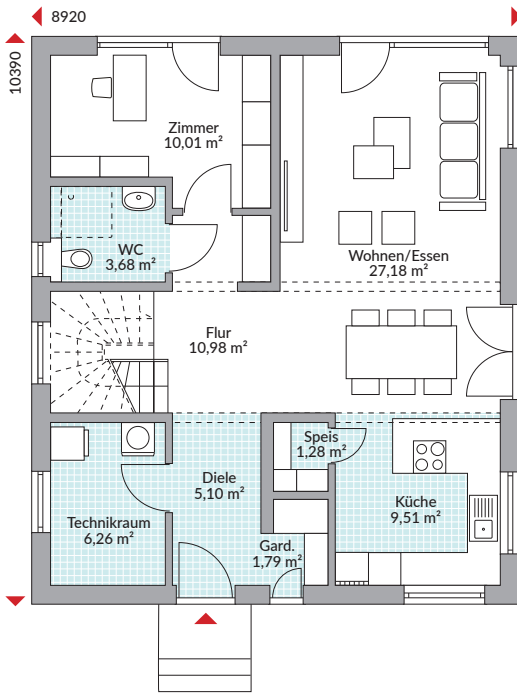 8920
10390
Zimmer
10,01 m²
WC
3,68 m²
Wohnen/Essen
27,18 m²
Flur
10,98 m²
Speis
1,28 m²
Diele
5,10 m²
Küche
9,51 m²
Technikraum
6,26 m²
Gard.
1,79 m²